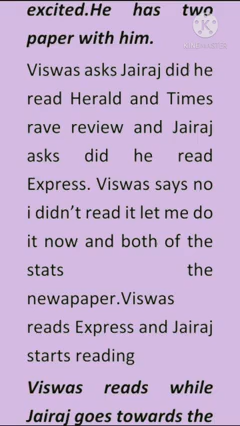 excited.He has two
paper with him.
Viswas asks Jairaj did he
read Herald and Times
rave review and Jairaj
asks did he read
Express. Viswas says no
i didn't read it let me do
it now and both of the
stats the
newapaper.Viswas
reads Express and Jairaj
starts reading
Viswas reads while
Jairaj goes towards the